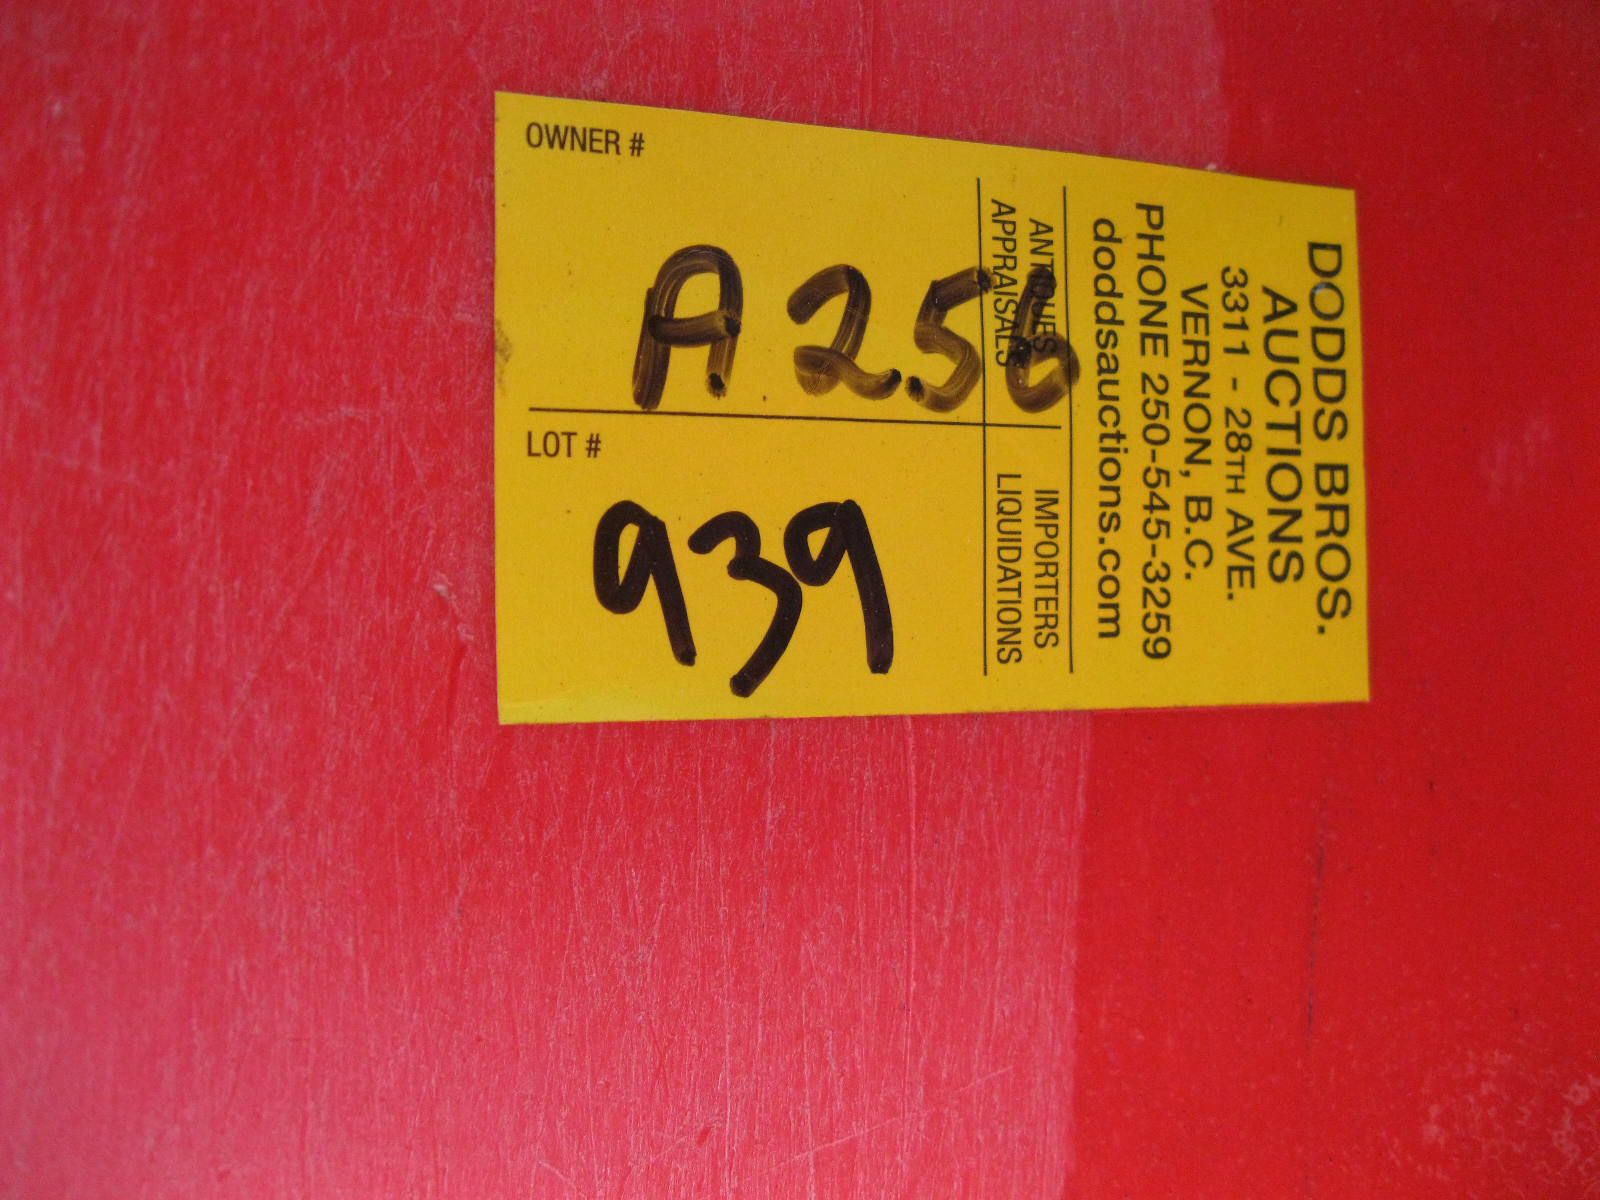 DODDS BROS.
AUCTIONS
3311 - 28TH AVE.
VERNON, B.C.
PHONE 250-545-3259
doddsauctions.com
ANTIQUES
APPRAISALS
IMPORTERS
LIQUIDATIONS
OWNER #
A256
LOT #
939